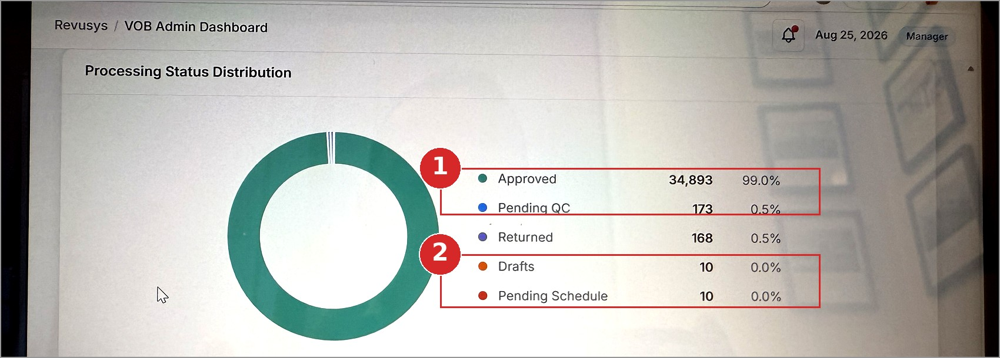 Revusys / VOB Admin Dashboard
Aug 25, 2026 Manager
Processing Status Distribution
1
Approved 34,893 99.0%
Pending QC 173 0.5%
Returned 168 0.5%
2
Drafts 10 0.0%
Pending Schedule 10 0.0%